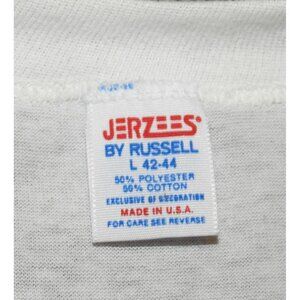 JERZEES
BY RUSSELL
L 42-44
50% POLYESTER
50% COTTON
EXCLUSIVE OF DECORATION
MADE IN U.S.A.
FOR CARE SEE REVERSE